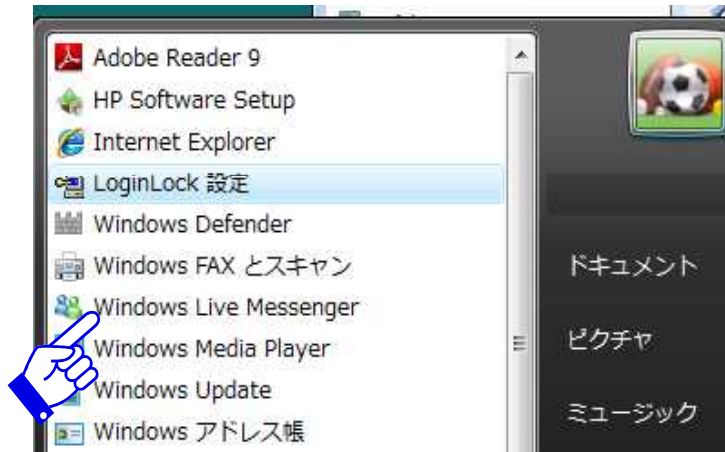 Adobe Reader 9
HP Software Setup
Internet Explorer
LoginLock 設定
Windows Defender
Windows FAX とスキャン
Windows Live Messenger
Windows Media Player
Windows Update
Windows アドレス帳
ドキュメント
ピクチャ
ミュージック